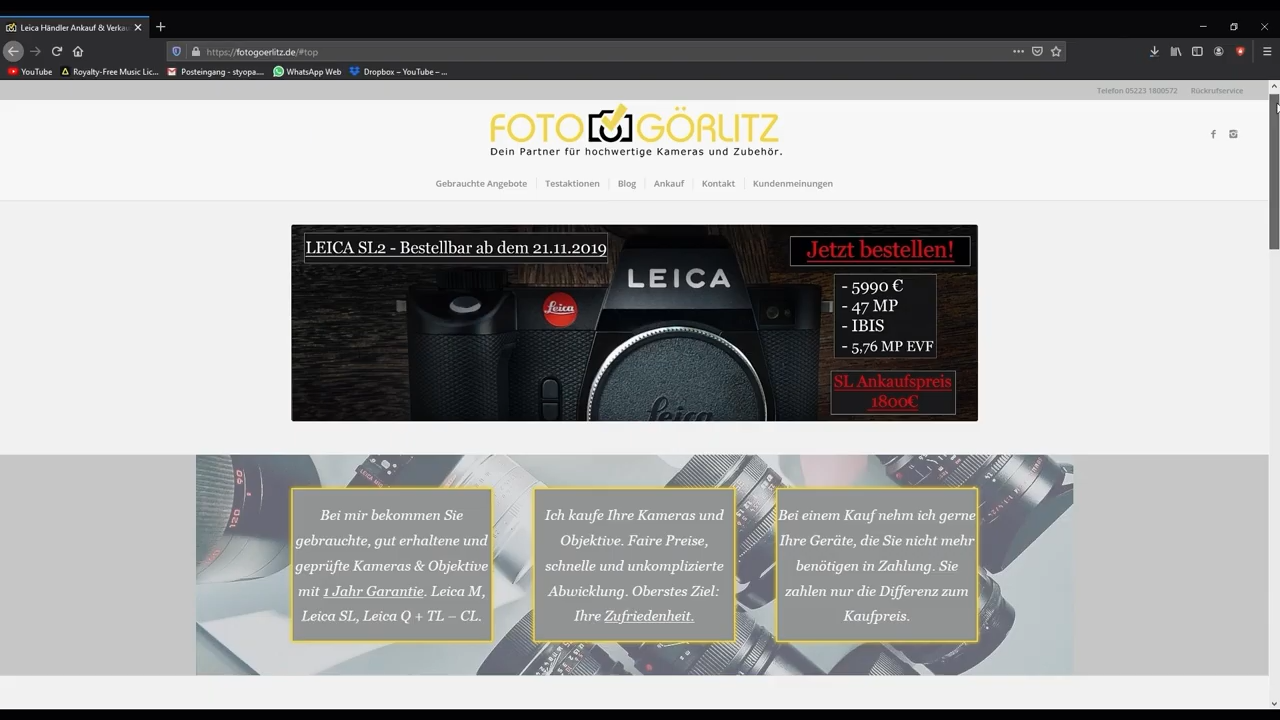 Leica Händler Ankauf & Verkau
https://fotogoerlitz.de/#top
YouTube
Royalty-Free Music Lic...
Posteingang - styopa....
WhatsApp Web
Dropbox – YouTube – ...
Telefon 05223 1800572
Rückrufservice
FOTO GÖRLITZ
Dein Partner für hochwertige Kameras und Zubehör.
Gebrauchte Angebote
Testaktionen
Blog
Ankauf
Kontakt
Kundenmeinungen
LEICA SL2 - Bestellbar ab dem 21.11.2019
Jetzt bestellen!
LEICA
Leica
- 5990 €
- 47 MP
- IBIS
- 5,76 MP EVF
SL Ankaufspreis
1800€
Leica
Bei mir bekommen Sie
gebrauchte, gut erhaltene und
geprüfte Kameras & Objektive
mit 1 Jahr Garantie. Leica M,
Leica SL, Leica Q + TL – CL.
Ich kaufe Ihre Kameras und
Objektive. Faire Preise,
schnelle und unkomplizierte
Abwicklung. Oberstes Ziel:
Ihre Zufriedenheit.
Bei einem Kauf nehm ich gerne
Ihre Geräte, die Sie nicht mehr
benötigen in Zahlung. Sie
zahlen nur die Differenz zum
Kaufpreis.